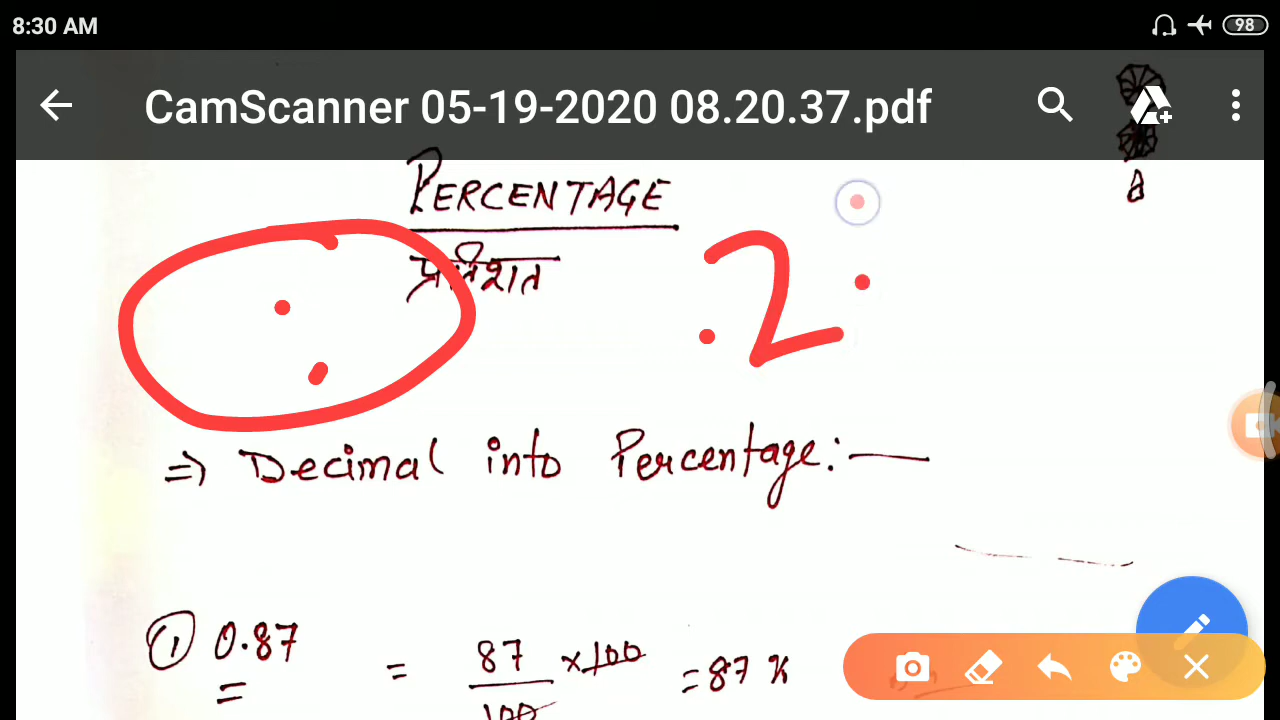 8:30 AM 98
CamScanner 05-19-2020 08.20.37.pdf
PERCENTAGE
प्रतिशत
.2.
⇒ Decimal into Percentage:—
① 0.87 = 87/100 ×100 = 87 %